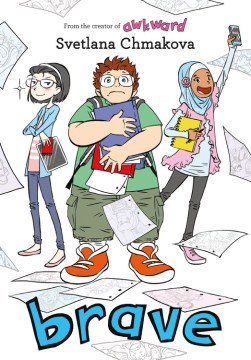 From the creator of awkward
Svetlana Chmakova
brave